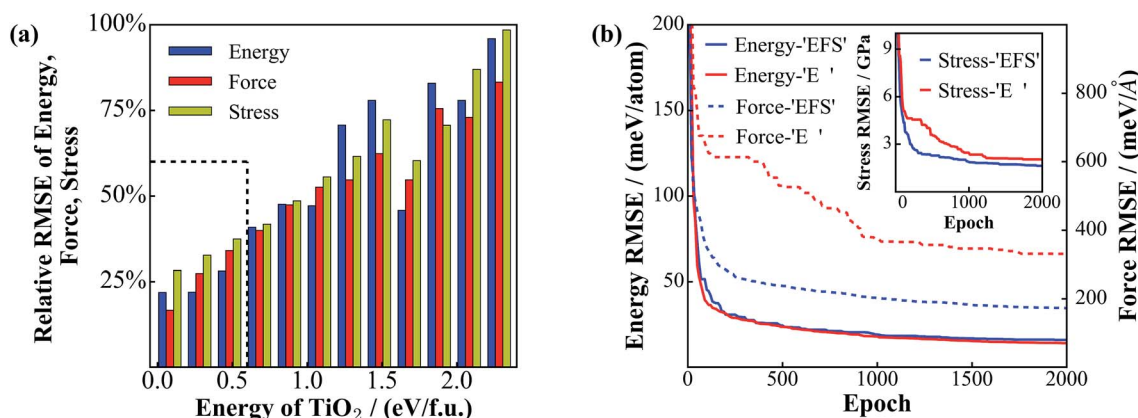 (a)
100%
75%
50%
25%
Relative RMSE of Energy,
Force, Stress
Energy
Force
Stress
0.0
0.5
1.0
1.5
2.0
Energy of TiO₂ / (eV/f.u.)
(b)
200
150
100
50
Energy RMSE / (meV/atom)
Energy-'EFS'
Energy-'E '
Force-'EFS'
Force-'E '
9
6
3
Stress RMSE / GPa
Stress-'EFS'
Stress-'E '
0
1000
2000
Epoch
800
600
400
200
Force RMSE / (meV/Å)
0
500
1000
1500
2000
Epoch